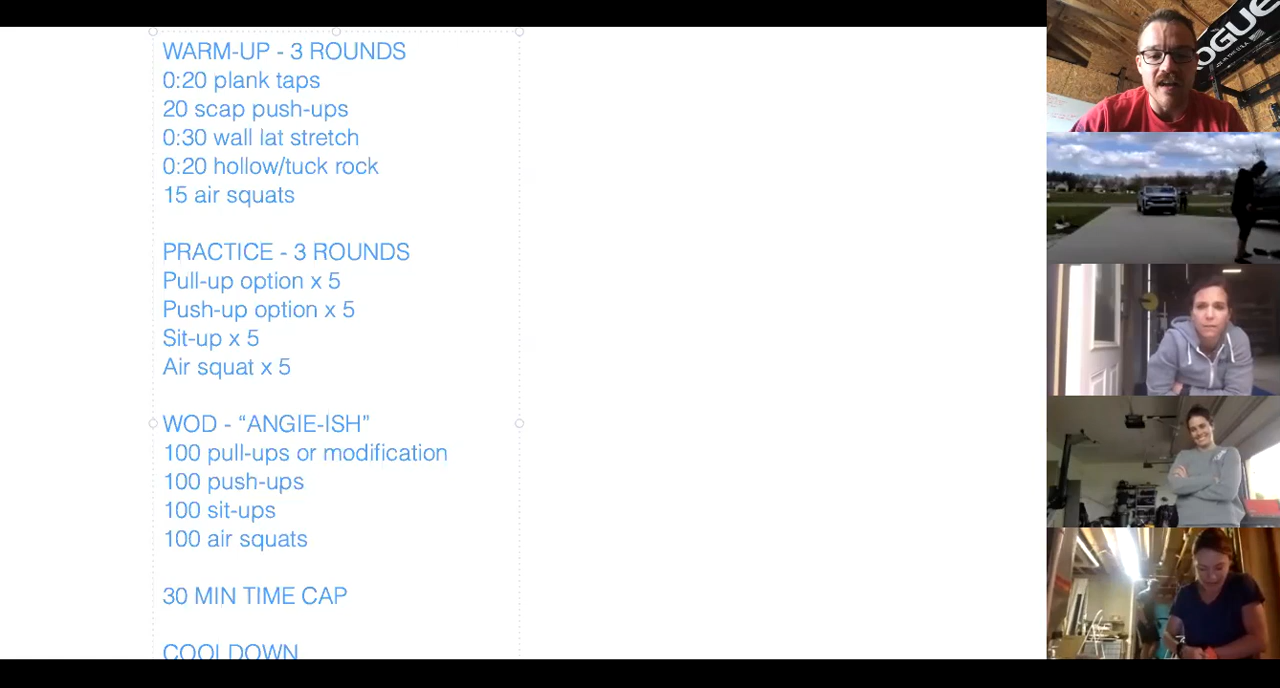 WARM-UP - 3 ROUNDS
0:20 plank taps
20 scap push-ups
0:30 wall lat stretch
0:20 hollow/tuck rock
15 air squats
PRACTICE - 3 ROUNDS
Pull-up option x 5
Push-up option x 5
Sit-up x 5
Air squat x 5
WOD - “ANGIE-ISH”
100 pull-ups or modification
100 push-ups
100 sit-ups
100 air squats
30 MIN TIME CAP
COOLDOWN
ROGUE